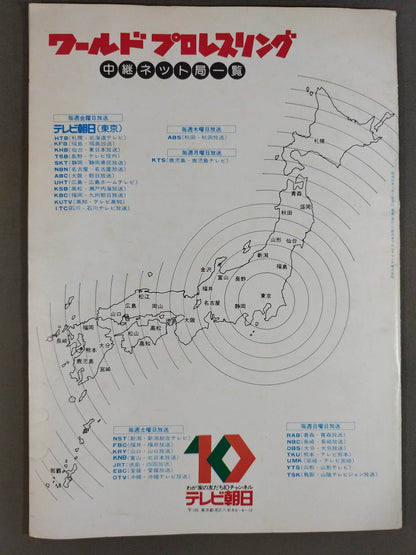 ワールド プロレスリング
中継ネット局一覧
毎週金曜日放送
テレビ朝日(東京)
HTB(札幌・北海道テレビ)
KFB(福島・福島放送)
KHB(仙台・東日本放送)
TSB(長野・テレビ信州)
SKT(静岡・静岡県民放送)
NBN(名古屋・名古屋放送)
ABC(大阪・朝日放送)
UHT(広島・広島ホームテレビ)
KSB(高松・瀬戸内海放送)
KBC(福岡・九州朝日放送)
KUTV(高知・テレビ高知)
ITC(石川・石川テレビ放送)
毎週木曜日放送
ABS(秋田・秋田放送)
毎週月曜日放送
KTS(鹿児島・鹿児島テレビ)
札幌
青森
秋田
盛岡
山形
仙台
新潟
福島
金沢
富山
長野
福井
東京
静岡
名古屋
松江
広島
岡山
山口
松山
高松
大阪
高知
福岡
長崎
熊本
大分
鹿児島
宮崎
那覇
毎週日曜日放送
NST(新潟・新潟総合テレビ)
FBC(福井・福井放送)
KRY(山口・山口放送)
KNB(富山・北日本放送)
JRT(徳島・四国放送)
EBC(愛媛・愛媛放送)
OTV(沖縄・沖縄テレビ放送)
10
わが家の友だち10チャンネル
テレビ朝日
〒106 東京都港区六本木6-4-10
毎週土曜日放送
RAB(青森・青森放送)
NBC(長崎・長崎放送)
OBS(大分・大分放送)
TKU(熊本・テレビ熊本)
UMK(宮崎・テレビ宮崎)
YTS(山形・山形テレビ)
TSK(鳥取・山陰テレビジョン放送)